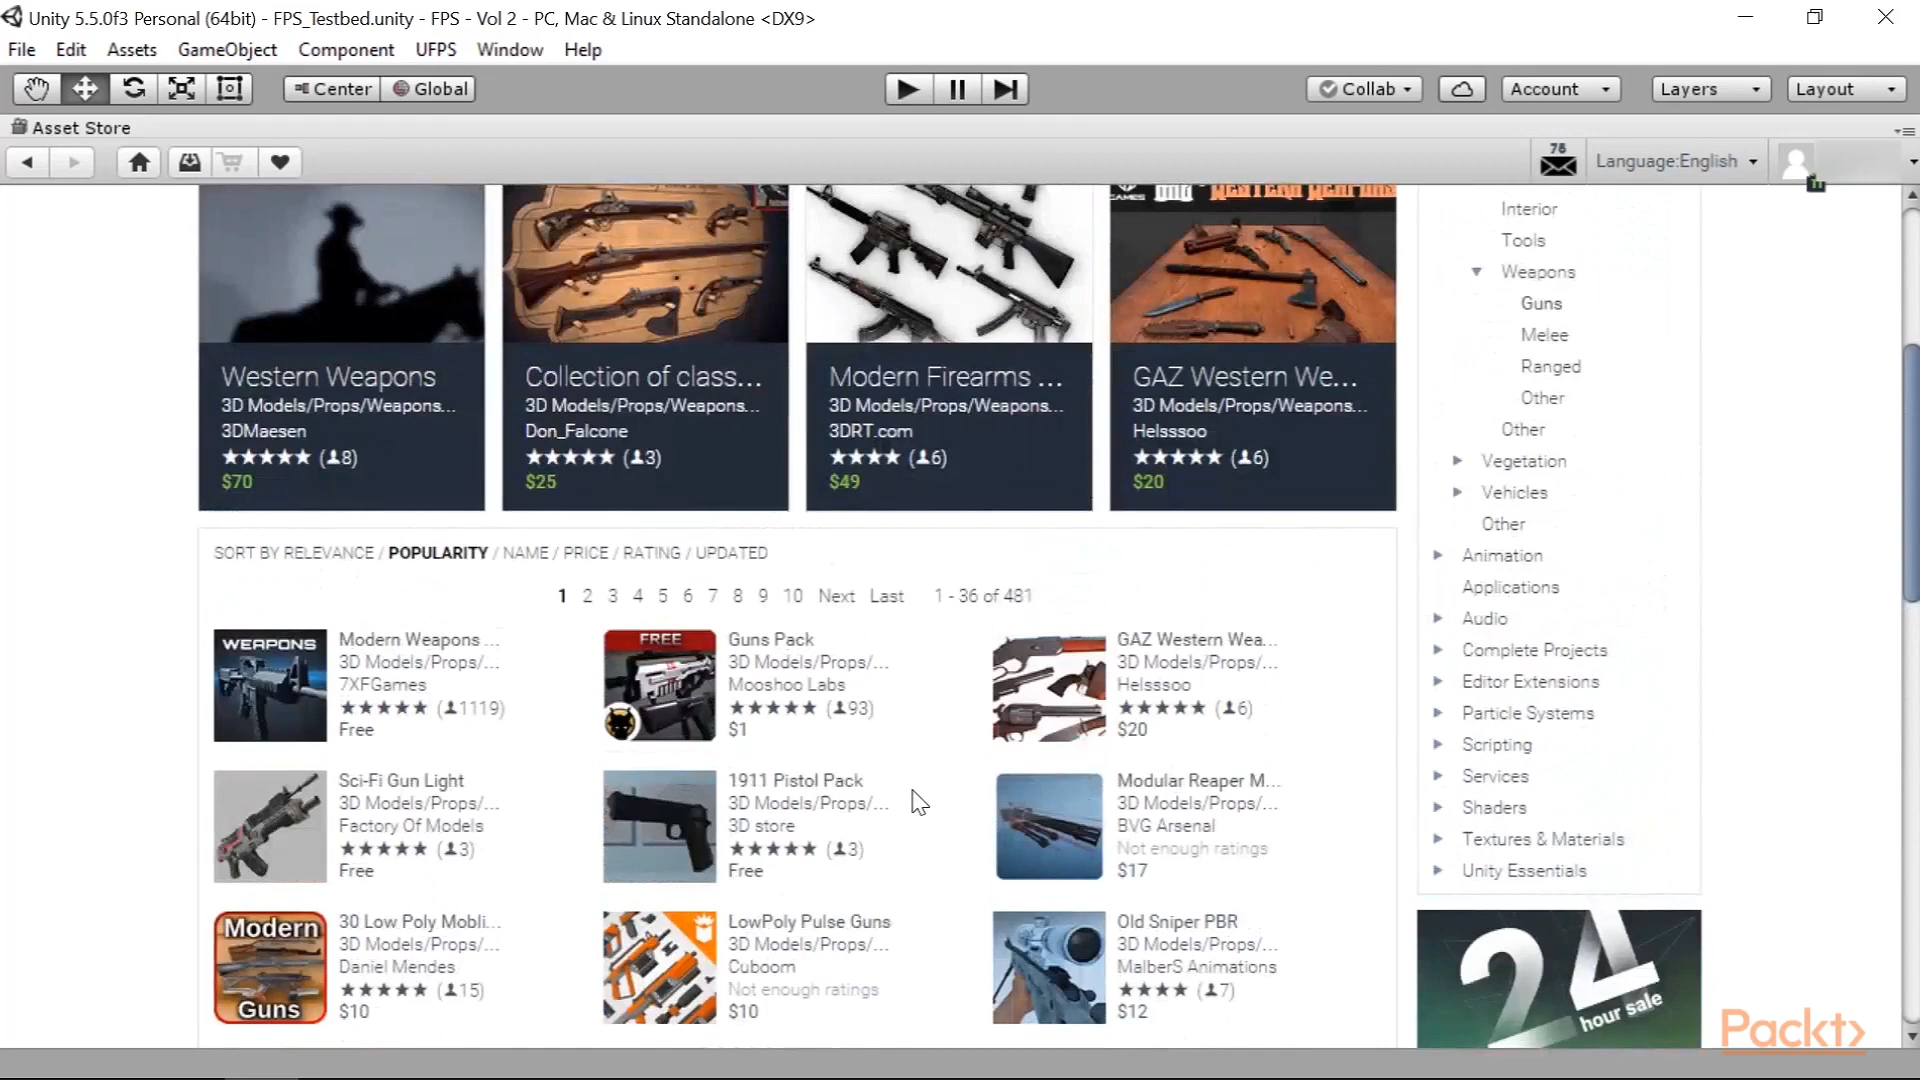 Unity 5.5.0f3 Personal (64bit) - FPS_Testbed.unity - FPS - Vol 2 - PC, Mac & Linux Standalone <DX9>
File Edit Assets GameObject Component UFPS Window Help
Center Global Collab Account Layers Layout
Asset Store
76
Language:English
Western Weapons
3D Models/Props/Weapons...
3DMaesen
(8)
$70
Collection of class...
3D Models/Props/Weapons...
Don_Falcone
(3)
$25
Modern Firearms ...
3D Models/Props/Weapons...
3DRT.com
(6)
$49
GAZ Western We...
3D Models/Props/Weapons...
Helsssoo
(6)
$20
SORT BY RELEVANCE / POPULARITY / NAME / PRICE / RATING / UPDATED
1 2 3 4 5 6 7 8 9 10 Next Last 1 - 36 of 481
WEAPONS
Modern Weapons ...
3D Models/Props/...
7XFGames
(1119)
Free
FREE
Guns Pack
3D Models/Props/...
Mooshoo Labs
(93)
$1
GAZ Western Wea...
3D Models/Props/...
Helsssoo
(6)
$20
Sci-Fi Gun Light
3D Models/Props/...
Factory Of Models
(3)
Free
1911 Pistol Pack
3D Models/Props/...
3D store
(3)
Free
Modular Reaper M...
3D Models/Props/...
BVG Arsenal
Not enough ratings
$17
Modern
Guns
30 Low Poly Mobli...
3D Models/Props/...
Daniel Mendes
(15)
$10
LowPoly Pulse Guns
3D Models/Props/...
Cuboom
Not enough ratings
$10
Old Sniper PBR
3D Models/Props/...
MalberS Animations
(7)
$12
Interior
Tools
Weapons
Guns
Melee
Ranged
Other
Other
Vegetation
Vehicles
Other
Animation
Applications
Audio
Complete Projects
Editor Extensions
Particle Systems
Scripting
Services
Shaders
Textures & Materials
Unity Essentials
24
hour sale
Packt>